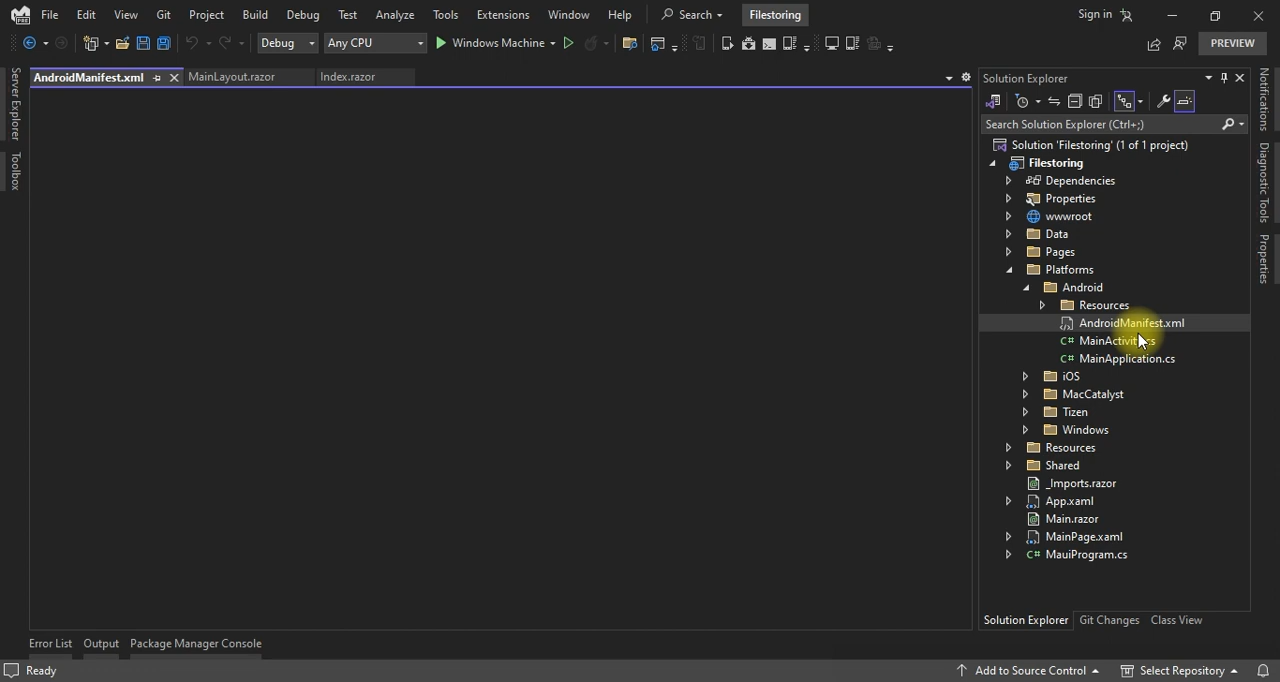 File Edit View Git Project Build Debug Test Analyze Tools Extensions Window Help Search Filestoring Sign in
Debug Any CPU Windows Machine PREVIEW
Server Explorer
Toolbox
AndroidManifest.xml MainLayout.razor Index.razor
Solution Explorer
Search Solution Explorer (Ctrl+;)
Solution 'Filestoring' (1 of 1 project)
Filestoring
Dependencies
Properties
wwwroot
Data
Pages
Platforms
Android
Resources
AndroidManifest.xml
MainActivity.cs
MainApplication.cs
iOS
MacCatalyst
Tizen
Windows
Resources
Shared
_Imports.razor
App.xaml
Main.razor
MainPage.xaml
MauiProgram.cs
Solution Explorer Git Changes Class View
Notifications
Diagnostic Tools
Properties
Error List Output Package Manager Console
Ready Add to Source Control Select Repository